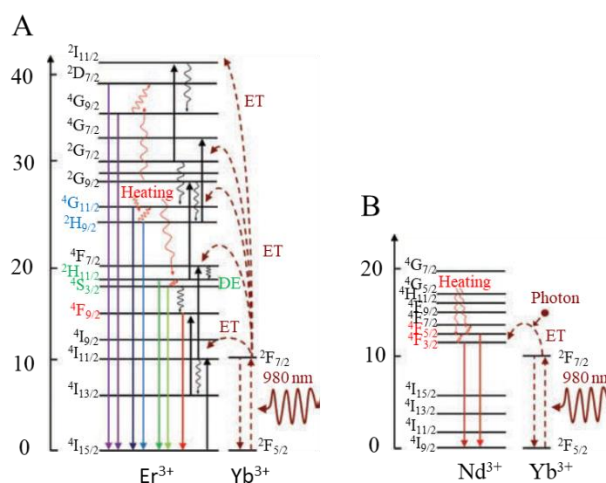 A
40
30
20
10
0
²I₁₁/₂
²D₇/₂
⁴G₉/₂
⁴G₇/₂
²G₇/₂
²G₉/₂
⁴G₁₁/₂
²H₉/₂
⁴F₇/₂
²H₁₁/₂
⁴S₃/₂
⁴F₉/₂
⁴I₉/₂
⁴I₁₁/₂
⁴I₁₃/₂
⁴I₁₅/₂
Heating
DE
ET
ET
ET
ET
²F₇/₂
980 nm
²F₅/₂
Er³⁺
Yb³⁺
B
20
10
0
⁴G₇/₂
⁴G₅/₂
Heating
⁴H₁₁/₂
⁴F₉/₂
⁴F₇/₂
⁴F₅/₂
⁴F₃/₂
⁴I₁₅/₂
⁴I₁₃/₂
⁴I₁₁/₂
⁴I₉/₂
Photon
ET
²F₇/₂
980 nm
²F₅/₂
Nd³⁺
Yb³⁺